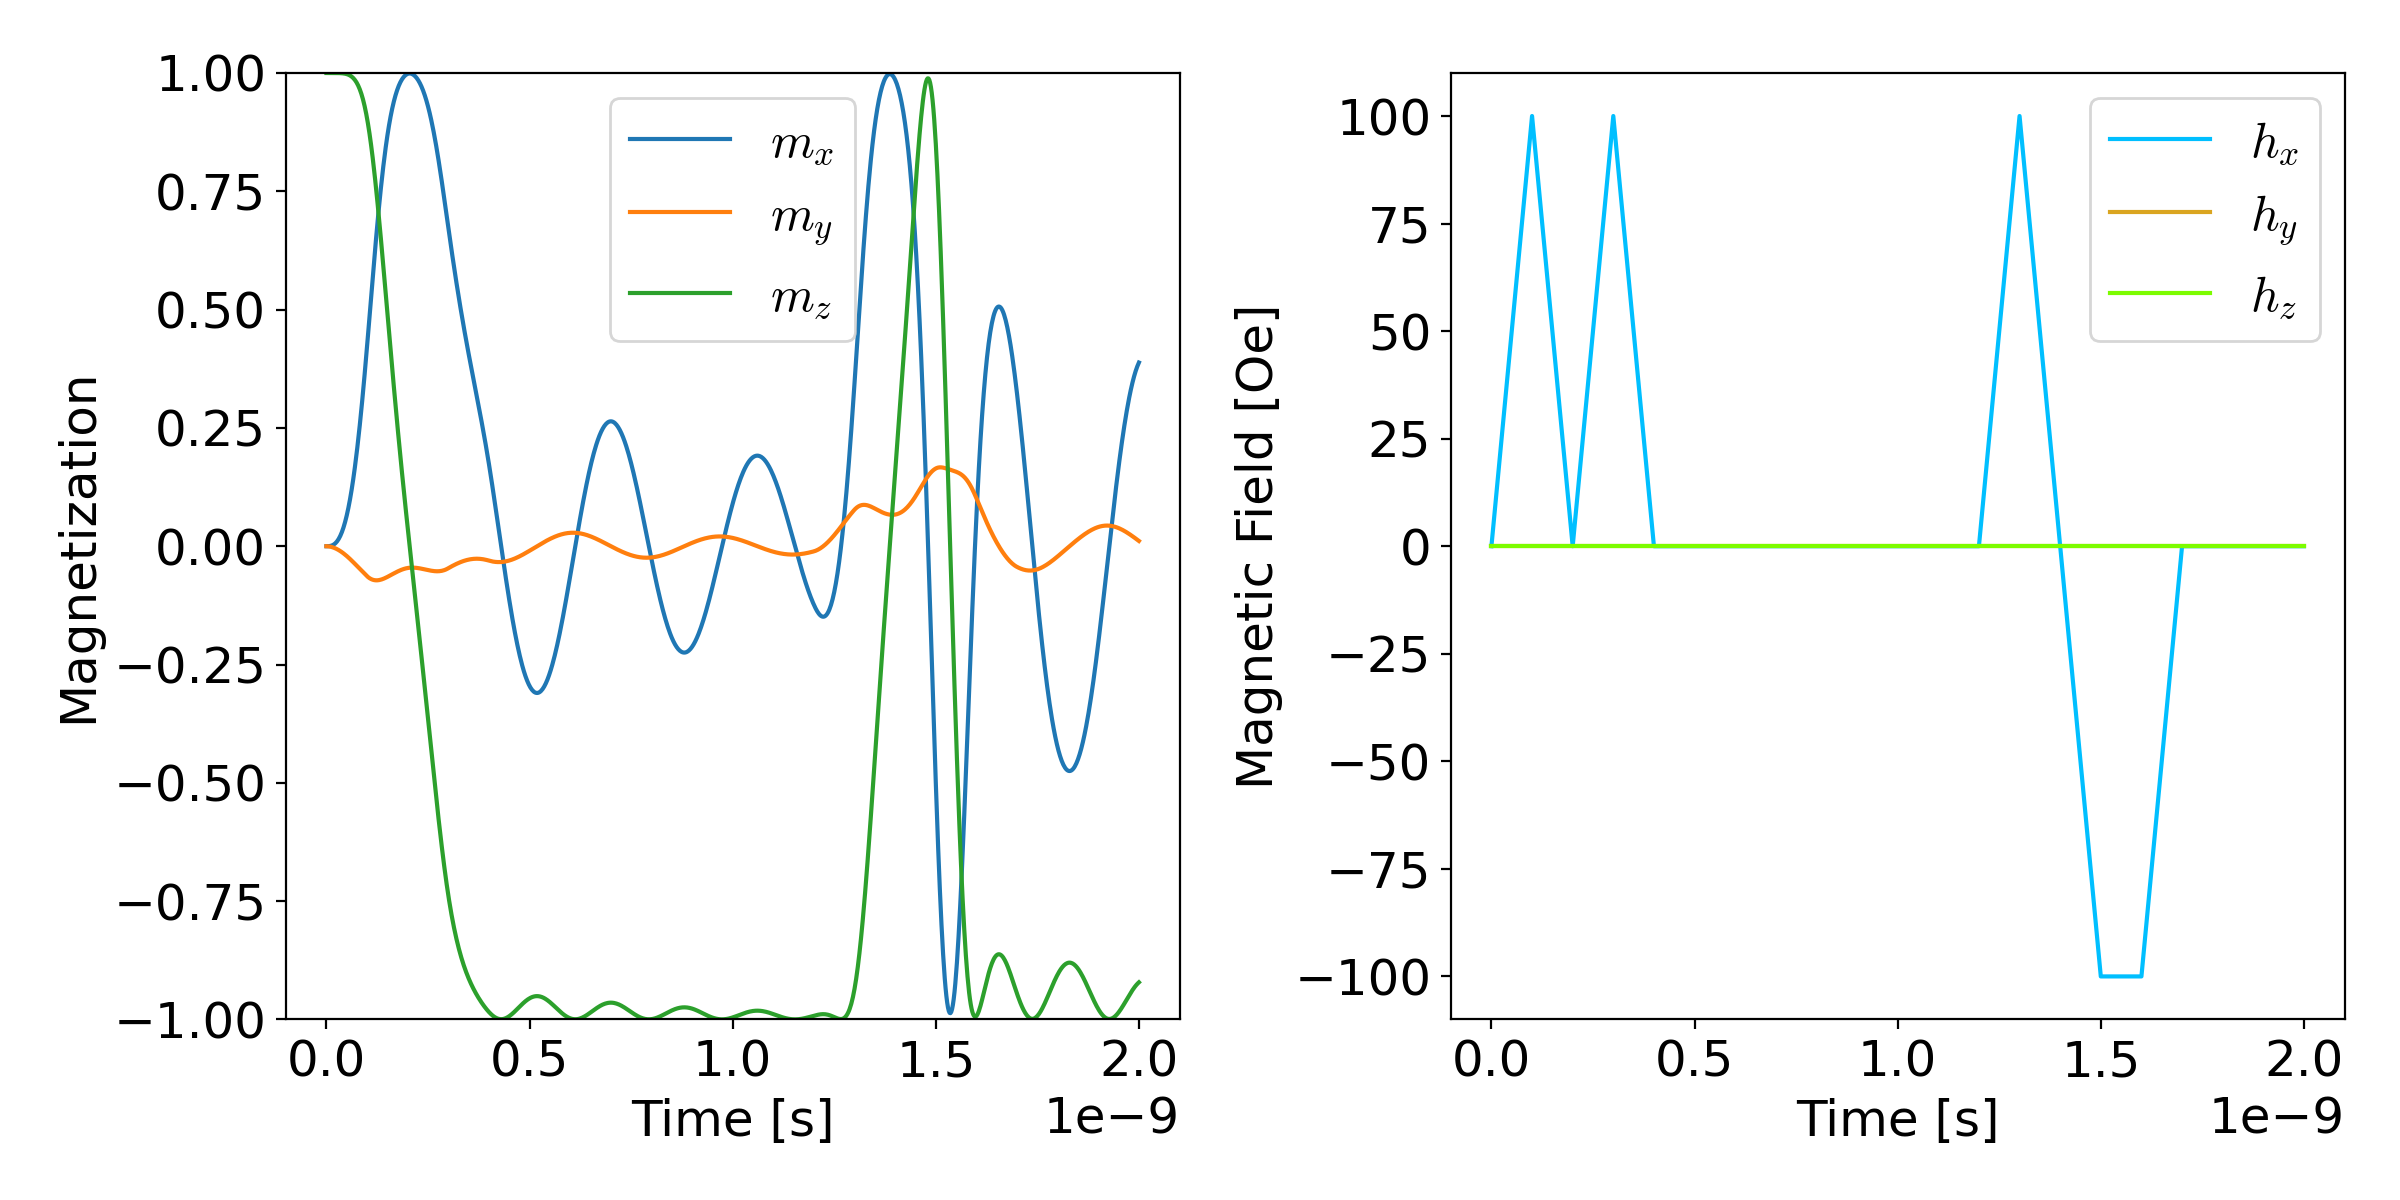 1.00
0.75
0.50
0.25
0.00
−0.25
−0.50
−0.75
−1.00
Magnetization
0.0 0.5 1.0 1.5 2.0
Time [s]
1e−9
m_x
m_y
m_z
100
75
50
25
0
−25
−50
−75
−100
Magnetic Field [Oe]
0.0 0.5 1.0 1.5 2.0
Time [s]
1e−9
h_x
h_y
h_z